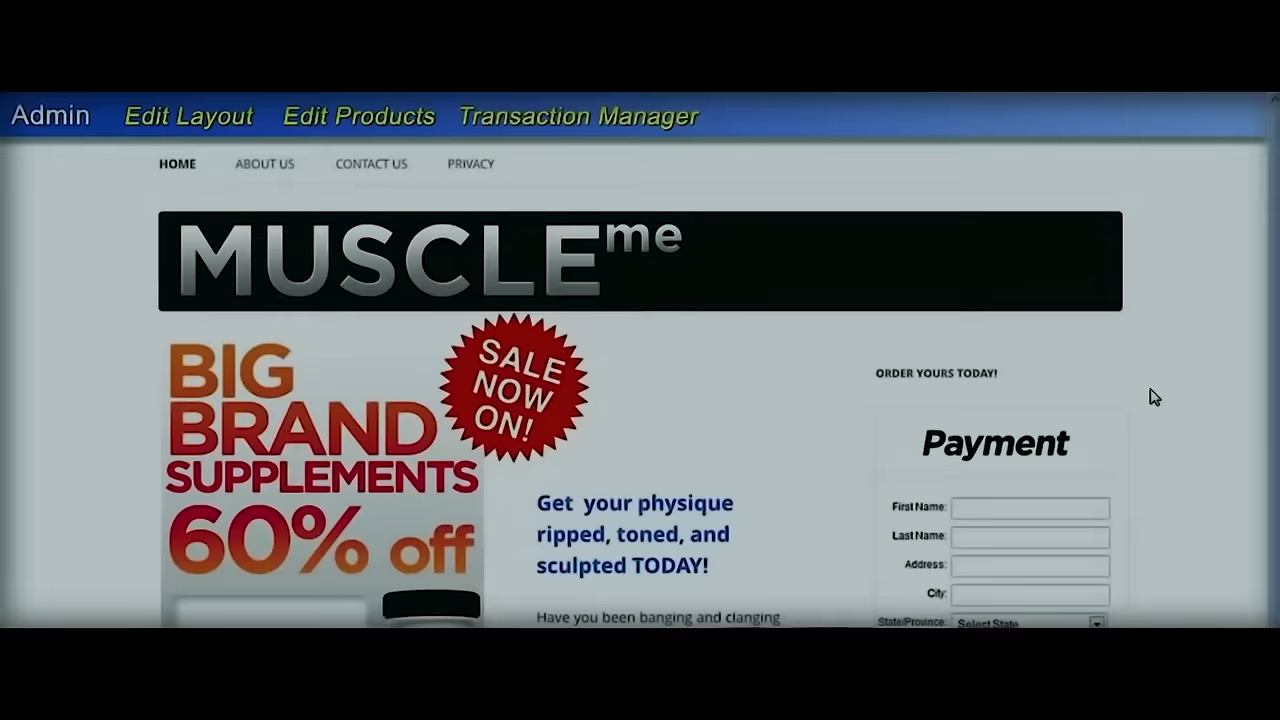 Admin Edit Layout Edit Products Transaction Manager
HOME ABOUT US CONTACT US PRIVACY
MUSCLEme
BIG
BRAND
SUPPLEMENTS
60% off
SALE
NOW
ON!
Get your physique
ripped, toned, and
sculpted TODAY!
Have you been banging and clanging
ORDER YOURS TODAY!
Payment
First Name:
Last Name:
Address:
City:
State/Province: Select State